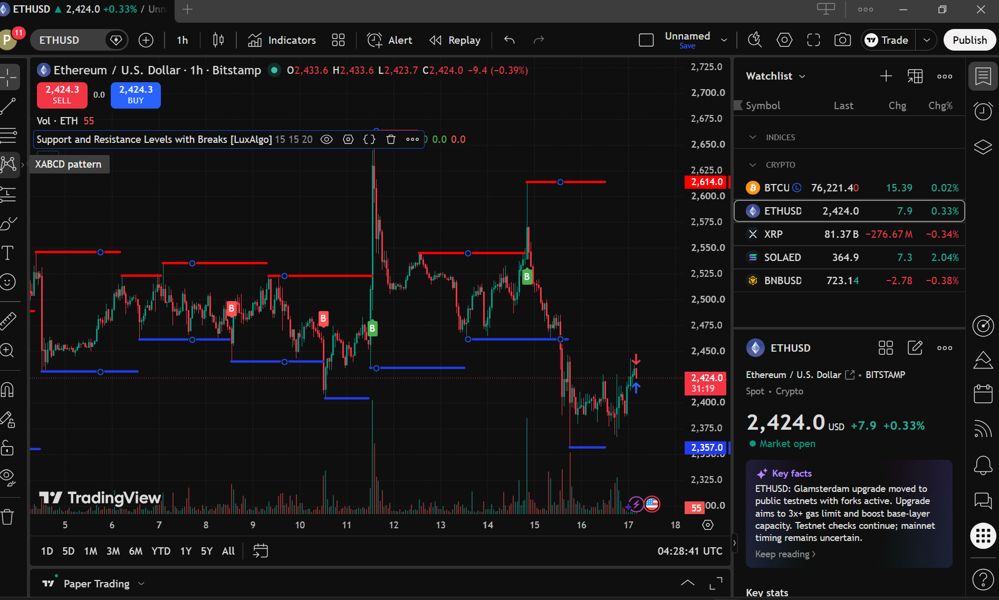 ETHUSD ▲ 2,424.0 +0.33% / Unn
P 11 ETHUSD 1h Indicators Alert Replay Unnamed Save Trade Publish
Ethereum / U.S. Dollar · 1h · Bitstamp O2,433.6 H2,433.6 L2,423.7 C2,424.0 −9.4 (−0.39%)
2,424.3 SELL 0.0 2,424.3 BUY
Vol · ETH 55
Support and Resistance Levels with Breaks [LuxAlgo] 15 15 20 0.0 0.0
XABCD pattern
B
B
B
B
2,725.0
2,700.0
2,675.0
2,650.0
2,625.0
2,614.0
2,600.0
2,575.0
2,550.0
2,525.0
2,500.0
2,475.0
2,450.0
2,424.0
31:19
2,400.0
2,375.0
2,357.0
2,325.0
55 00.0
TradingView
5 6 7 8 9 10 11 12 13 14 15 16 17 18
1D 5D 1M 3M 6M YTD 1Y 5Y All 04:28:41 UTC
Paper Trading
Watchlist
Symbol Last Chg Chg%
INDICES
CRYPTO
BTCU L 76,221.40 15.39 0.02%
ETHUSD 2,424.0 7.9 0.33%
XRP 81.37 B −276.67 M −0.34%
SOLAED 364.9 7.3 2.04%
BNBUSD 723.14 −2.78 −0.38%
ETHUSD
Ethereum / U.S. Dollar • BITSTAMP
Spot • Crypto
2,424.0 USD +7.9 +0.33%
Market open
Key facts
ETHUSD: Glamsterdam upgrade moved to
public testnets with forks active. Upgrade
aims to 3x+ gas limit and boost base-layer
capacity. Testnet checks continue; mainnet
timing remains uncertain.
Keep reading
Key stats